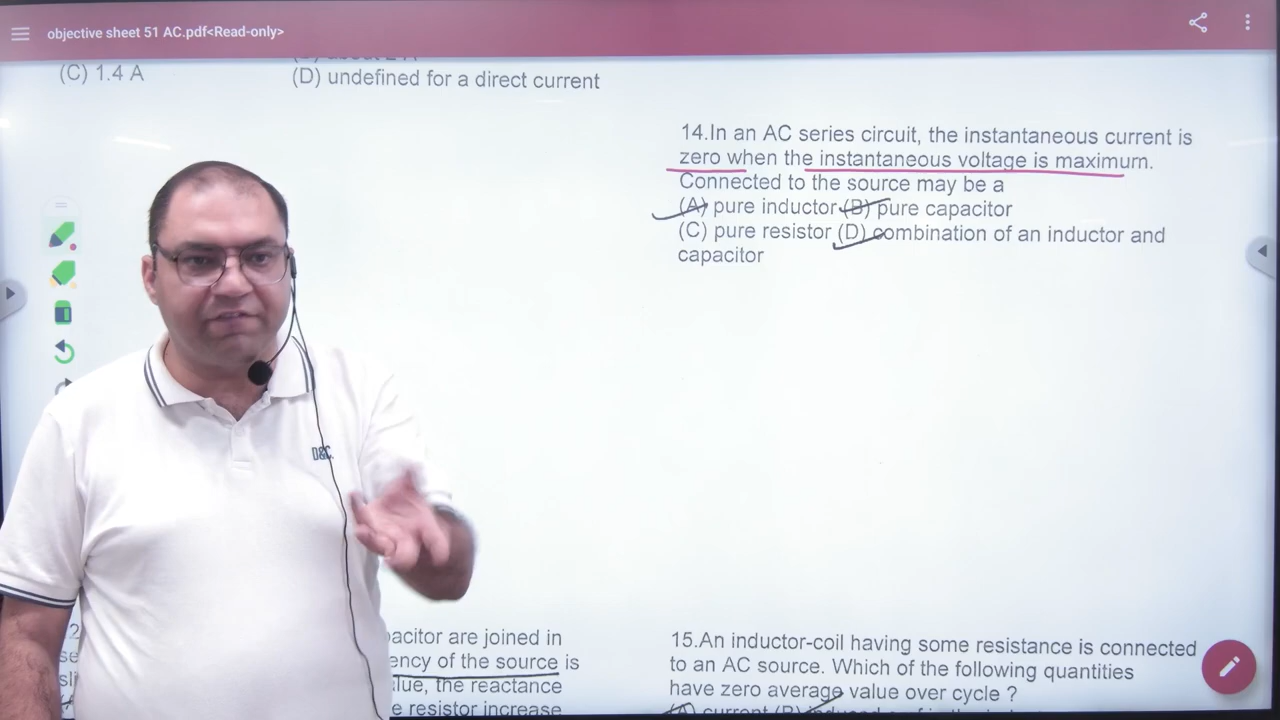 objective sheet 51 AC.pdf<Read-only>
(C) 1.4 A
(D) undefined for a direct current
14.In an AC series circuit, the instantaneous current is
zero when the instantaneous voltage is maximum.
Connected to the source may be a
(A) pure inductor (B) pure capacitor
(C) pure resistor (D) combination of an inductor and
capacitor
D&C
acitor are joined in
ency of the source is
lue, the reactance
e resistor increase
15.An inductor-coil having some resistance is connected
to an AC source. Which of the following quantities
have zero average value over cycle ?
(A) current (B) induced